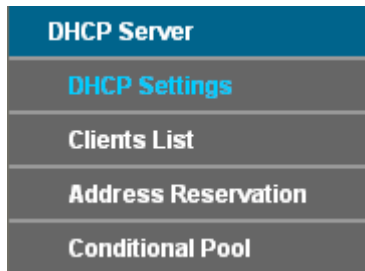 DHCP Server
DHCP Settings
Clients List
Address Reservation
Conditional Pool